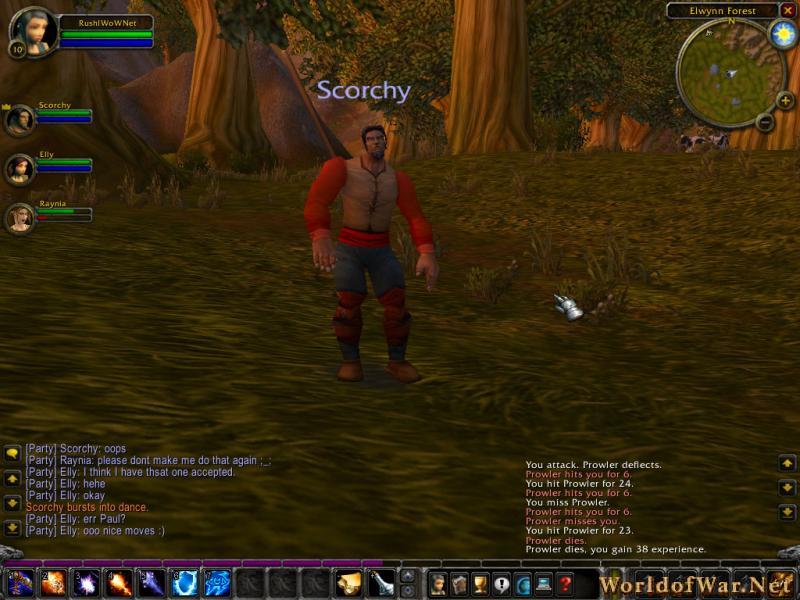 RushIWoWNet
10
Elwynn Forest
N
Scorchy
Scorchy
Elly
Raynia
[Party] Scorchy: oops
[Party] Raynia: please dont make me do that again ;_;
[Party] Elly: I think I have thsat one accepted.
[Party] Elly: hehe
[Party] Elly: okay
Scorchy bursts into dance.
[Party] Elly: err Paul?
[Party] Elly: ooo nice moves :)
You attack. Prowler deflects.
Prowler hits you for 6.
You hit Prowler for 24.
Prowler hits you for 6.
You miss Prowler.
Prowler hits you for 6.
Prowler misses you.
You hit Prowler for 23.
Prowler dies.
Prowler dies, you gain 38 experience.
WorldofWar.Net